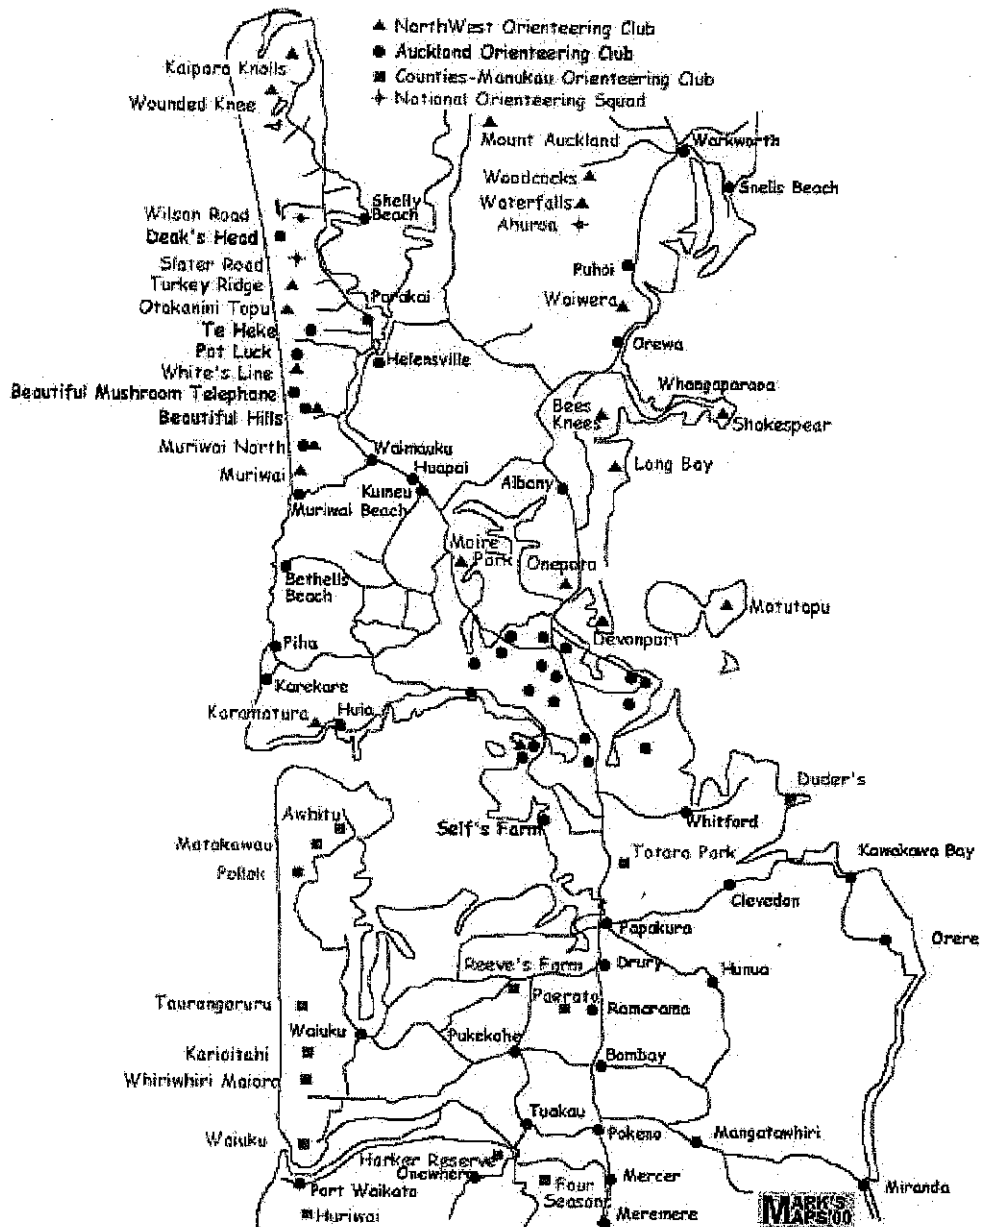 NorthWest Orienteering Club
Auckland Orienteering Club
Counties-Manukau Orienteering Club
National Orienteering Squad
Kaipara Knolls
Wounded Knee
Mount Auckland
Warkworth
Woodcocks
Snells Beach
Waterfalls
Ahuroa
Shelly
Beach
Wilson Road
Deak's Head
Slater Road
Puhoi
Turkey Ridge
Parakai
Waiwera
Otakanini Topu
Te Heke
Orewa
Pot Luck
Helensville
White's Line
Whangaparaoa
Beautiful Mushroom Telephone
Bees
Knees
Shakespear
Beautiful Hills
Muriwai North
Waimauku
Huapai
Long Bay
Muriwai
Albany
Kumeu
Muriwai Beach
Moire
Park
Onepoto
Bethells
Beach
Motutapu
Devonport
Piha
Karekare
Karamatura
Huia
Duder's
Awhitu
Self's Farm
Whitford
Matakawau
Totara Park
Kawakawa Bay
Pollok
Clevedon
Papakura
Orere
Reeve's Farm
Drury
Hunua
Taurangaruru
Paerata
Ramarama
Waiuku
Pukekohe
Karioitahi
Bombay
Whiriwhiri Maioro
Tuakau
Waiuku
Pokeno
Mangatawhiri
Harker Reserve
Onewhero
Port Waikato
Four
Seasons
Mercer
Miranda
Huriwai
Meremere
MARK'S
MAPS'00